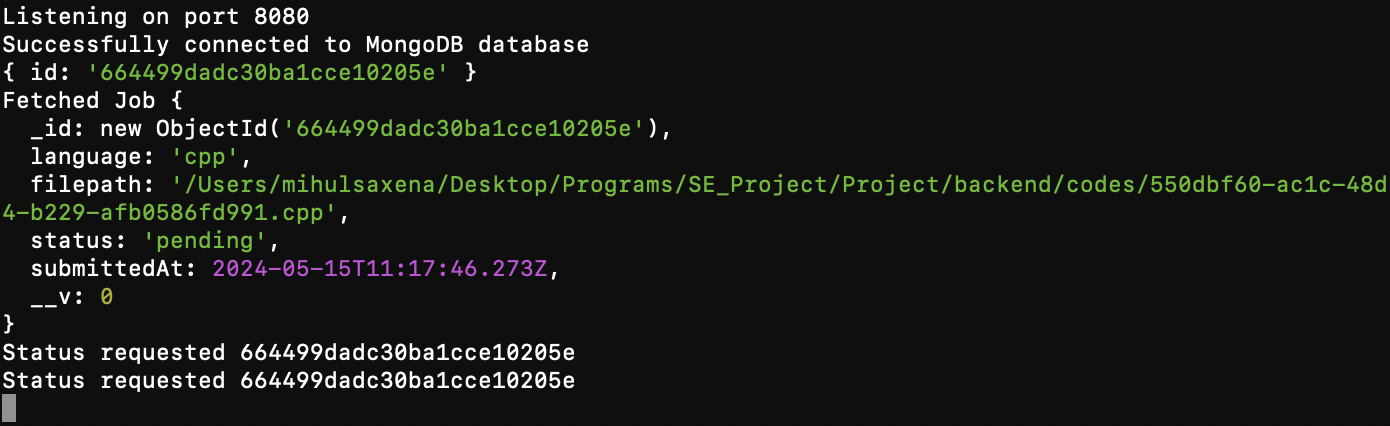 Listening on port 8080
Successfully connected to MongoDB database
{ id: '664499dadc30ba1cce10205e' }
Fetched Job {
  _id: new ObjectId('664499dadc30ba1cce10205e'),
  language: 'cpp',
  filepath: '/Users/mihulsaxena/Desktop/Programs/SE_Project/Project/backend/codes/550dbf60-ac1c-48d
4-b229-afb0586fd991.cpp',
  status: 'pending',
  submittedAt: 2024-05-15T11:17:46.273Z,
  __v: 0
}
Status requested 664499dadc30ba1cce10205e
Status requested 664499dadc30ba1cce10205e